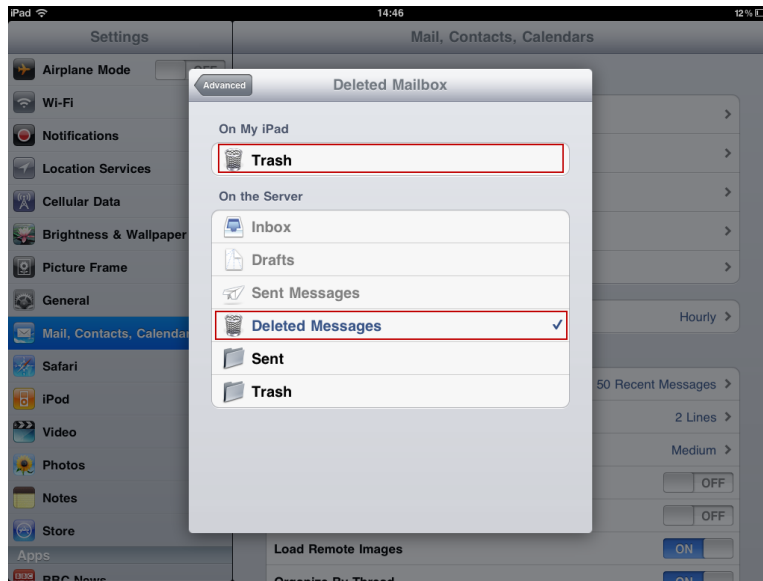 iPad 14:46 12%
Settings
Mail, Contacts, Calendars
Airplane Mode OFF
Wi-Fi
Notifications
Location Services
Cellular Data
Brightness & Wallpaper
Picture Frame
General
Mail, Contacts, Calendar
Safari
iPod
Video
Photos
Notes
Store
Apps
BBC News
Advanced
Deleted Mailbox
On My iPad
Trash
On the Server
Inbox
Drafts
Sent Messages
Deleted Messages
Sent
Trash
Hourly
50 Recent Messages
2 Lines
Medium
OFF
OFF
Load Remote Images ON
Organize By Thread ON